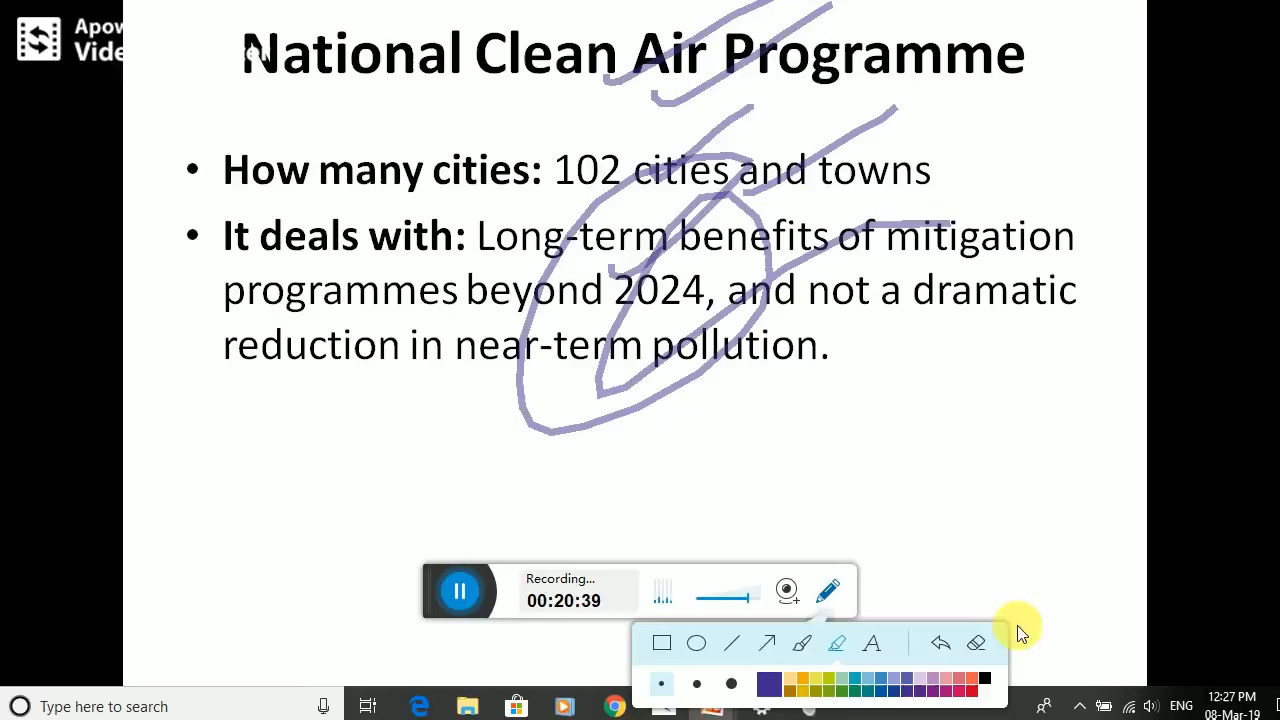 National Clean Air Programme
• How many cities: 102 cities and towns
• It deals with: Long-term benefits of mitigation
programmes beyond 2024, and not a dramatic
reduction in near-term pollution.
Recording...
00:20:39
A
Type here to search
ENG
12:27 PM
08-Mar-19